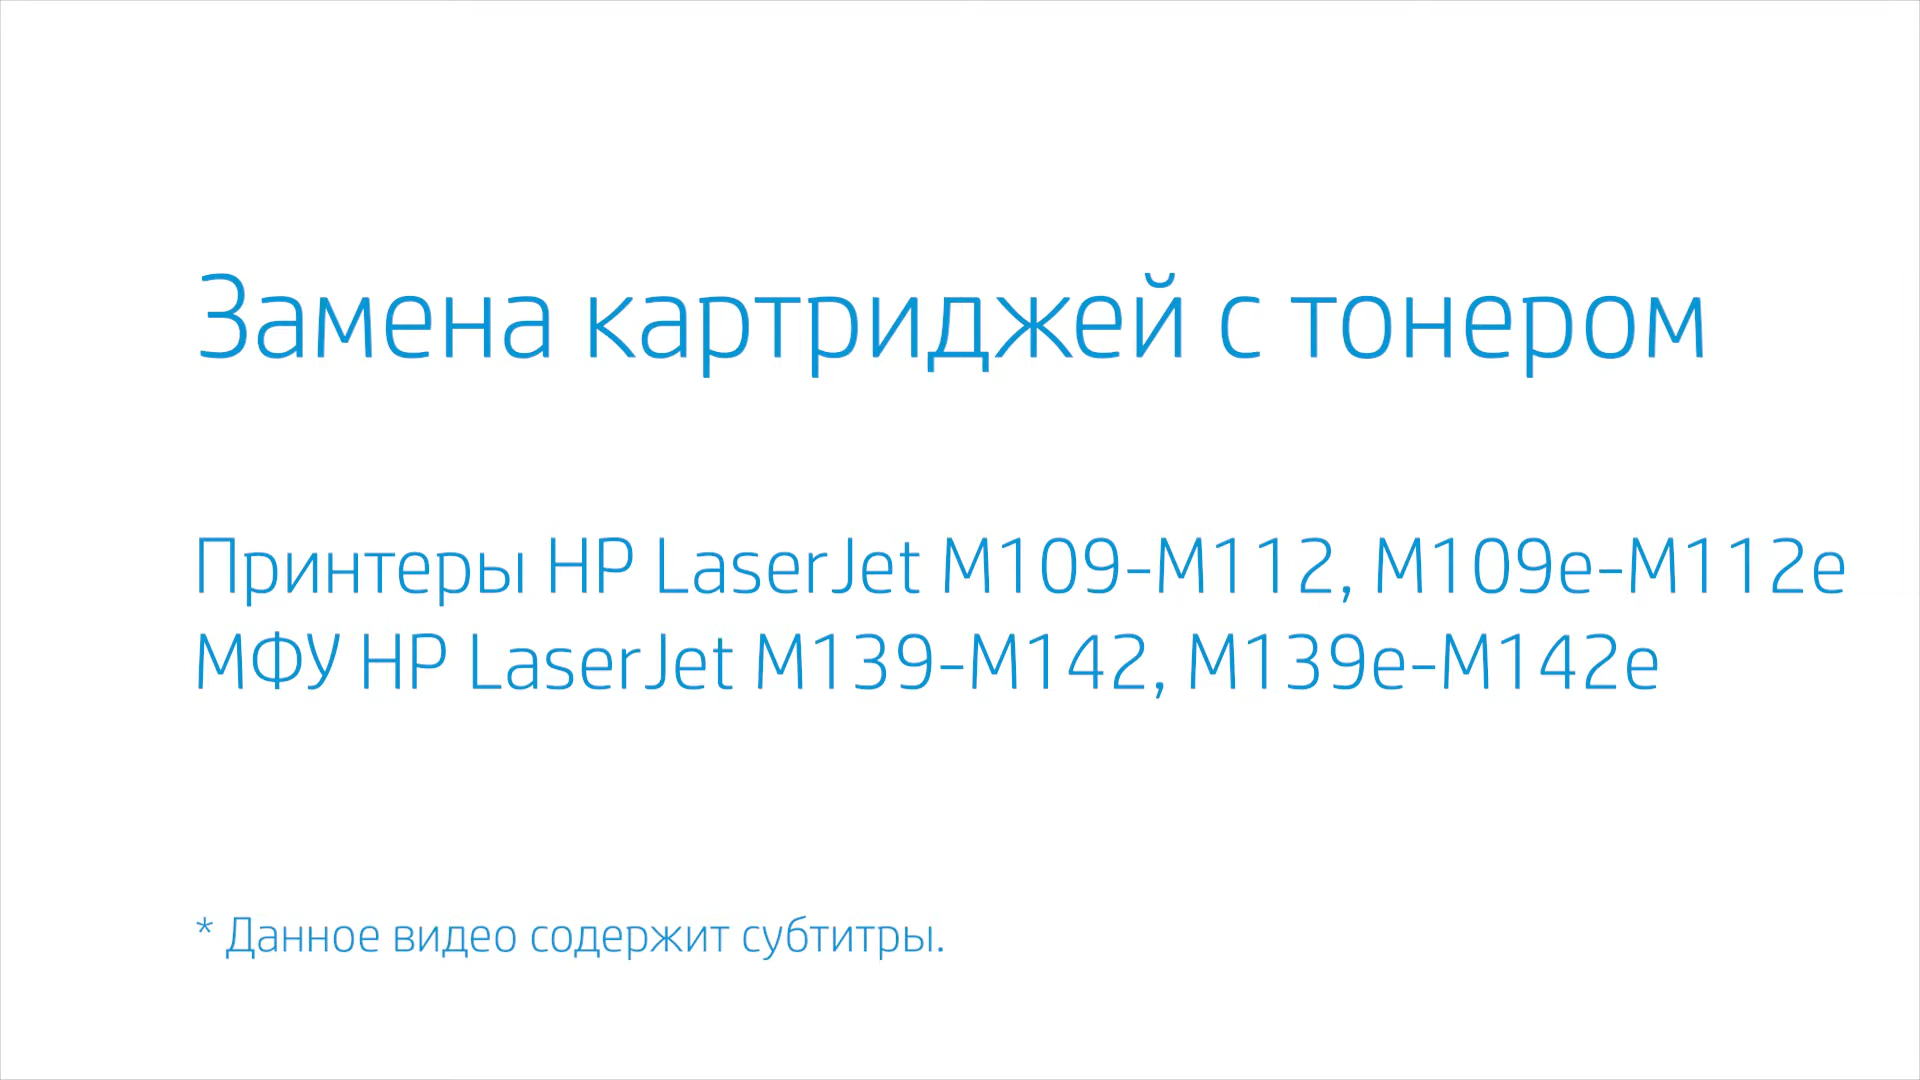 Замена картриджей с тонером
Принтеры HP LaserJet M109-M112, M109e-M112e
МФУ HP LaserJet M139-M142, M139e-M142e
* Данное видео содержит субтитры.